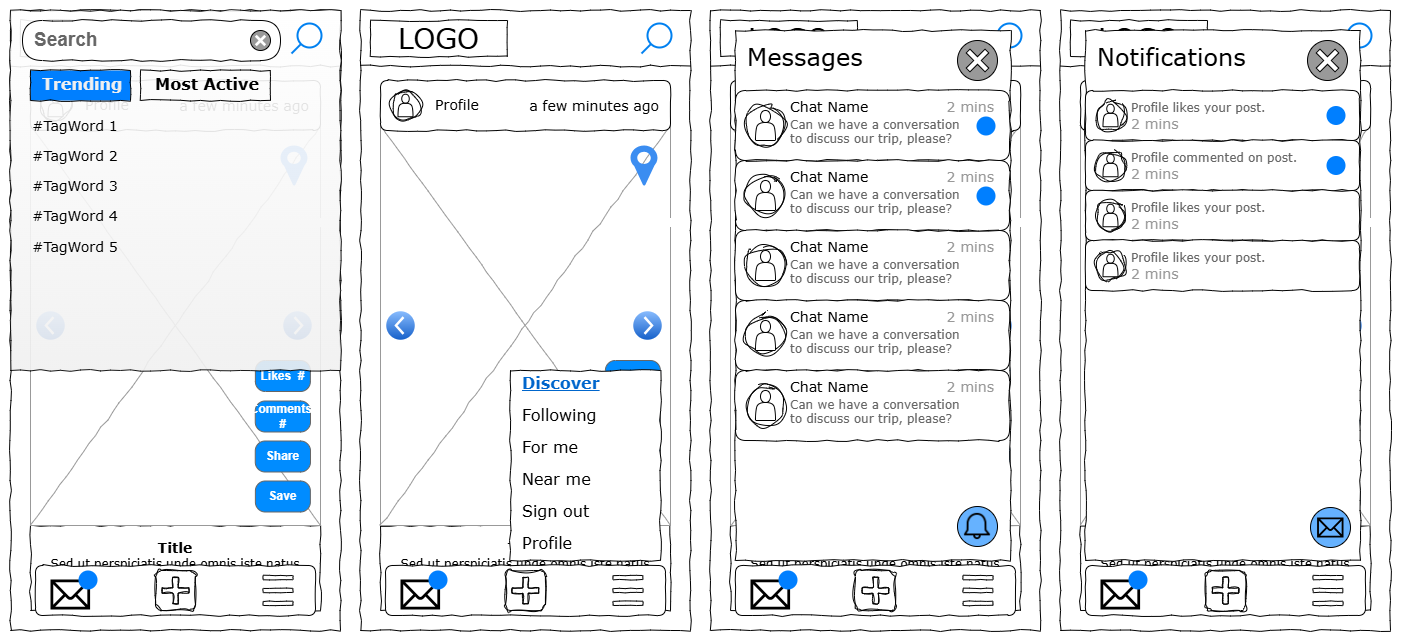 Search
Trending
Most Active
Profile
a few minutes ago
#TagWord 1
#TagWord 2
#TagWord 3
#TagWord 4
#TagWord 5
Likes #
Comments
#
Share
Save
Title
Sed ut perspiciatis unde omnis iste natus
LOGO
Profile
a few minutes ago
Discover
Following
For me
Near me
Sign out
Profile
Sed ut perspiciatis unde omnis iste natus
Messages
Chat Name 2 mins
Can we have a conversation
to discuss our trip, please?
Chat Name 2 mins
Can we have a conversation
to discuss our trip, please?
Chat Name 2 mins
Can we have a conversation
to discuss our trip, please?
Chat Name 2 mins
Can we have a conversation
to discuss our trip, please?
Chat Name 2 mins
Can we have a conversation
to discuss our trip, please?
Sed ut perspiciatis unde omnis iste natus
Notifications
Profile likes your post.
2 mins
Profile commented on post.
2 mins
Profile likes your post.
2 mins
Profile likes your post.
2 mins
Sed ut perspiciatis unde omnis iste natus